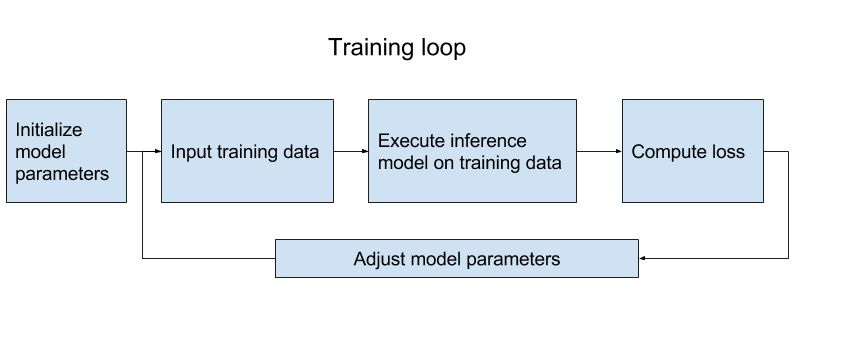 Training loop
Initialize
model
parameters
Input training data
Execute inference
model on training data
Compute loss
Adjust model parameters